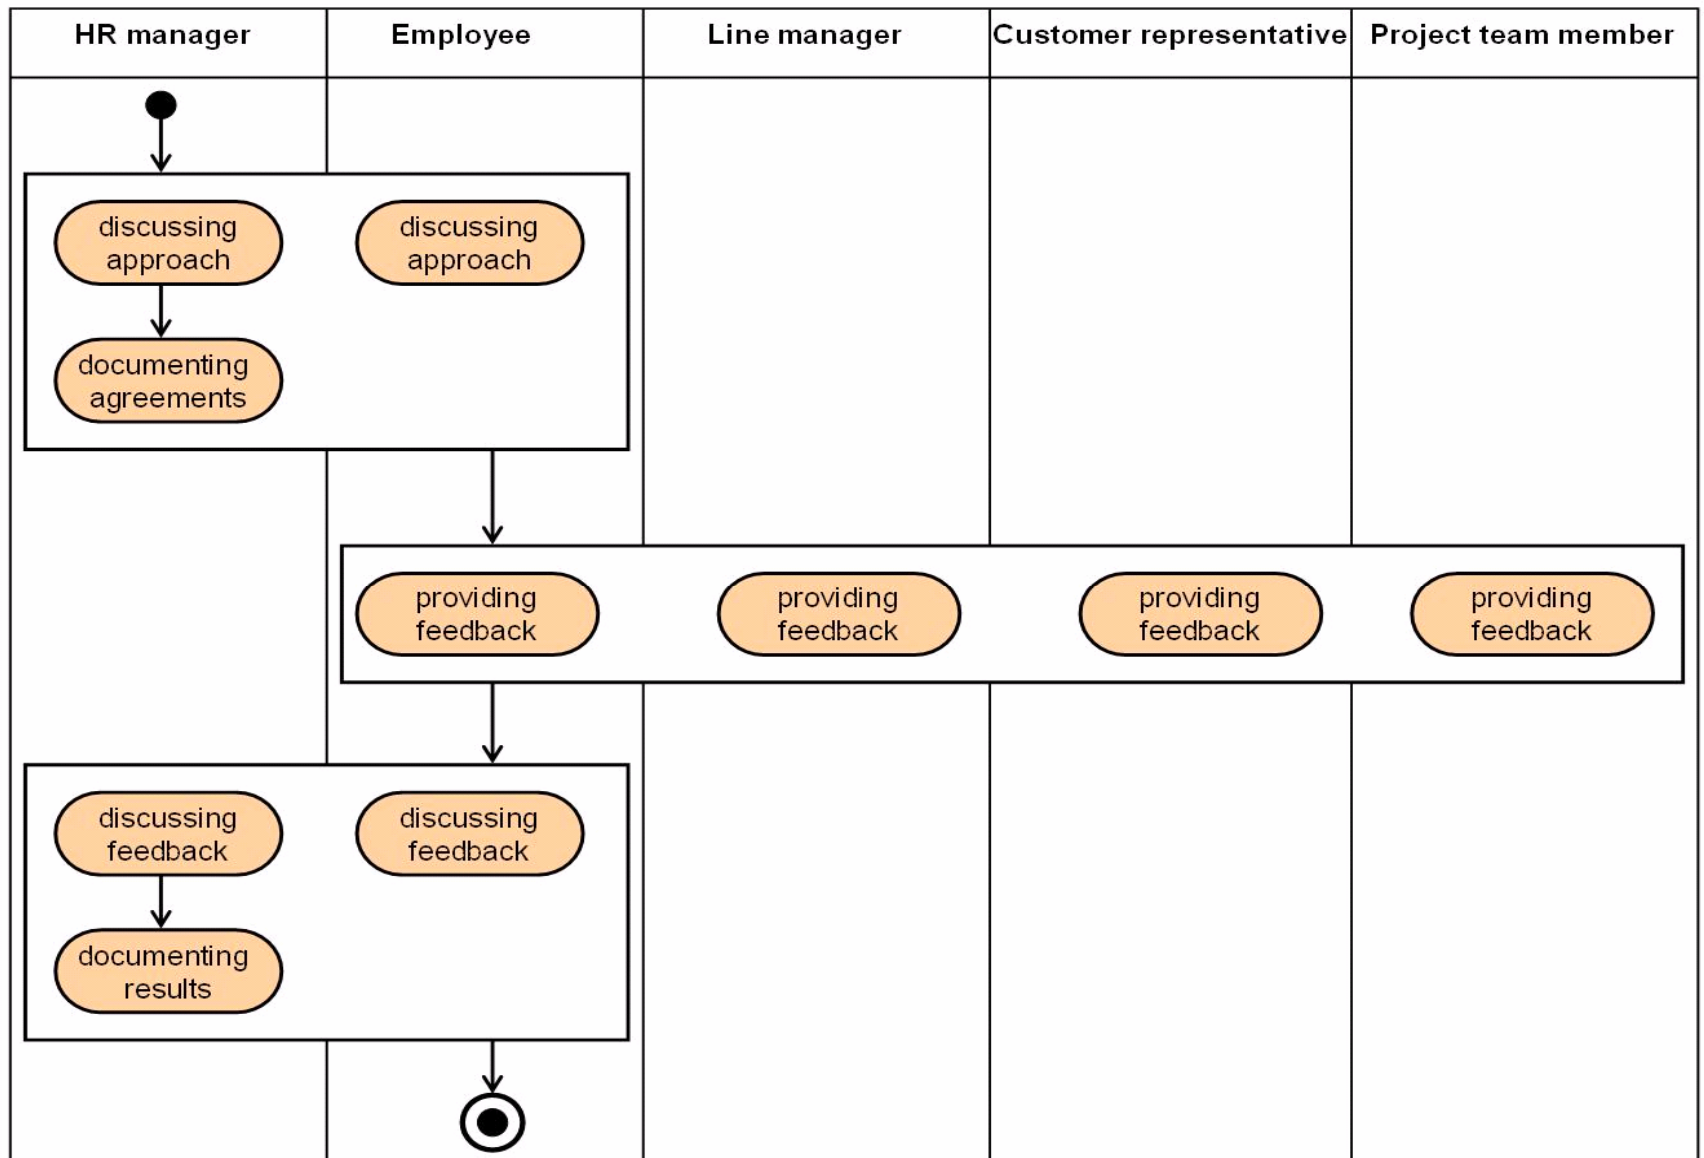 HR manager
Employee
Line manager
Customer representative
Project team member
discussing
approach
discussing
approach
documenting
agreements
providing
feedback
providing
feedback
providing
feedback
providing
feedback
discussing
feedback
discussing
feedback
documenting
results